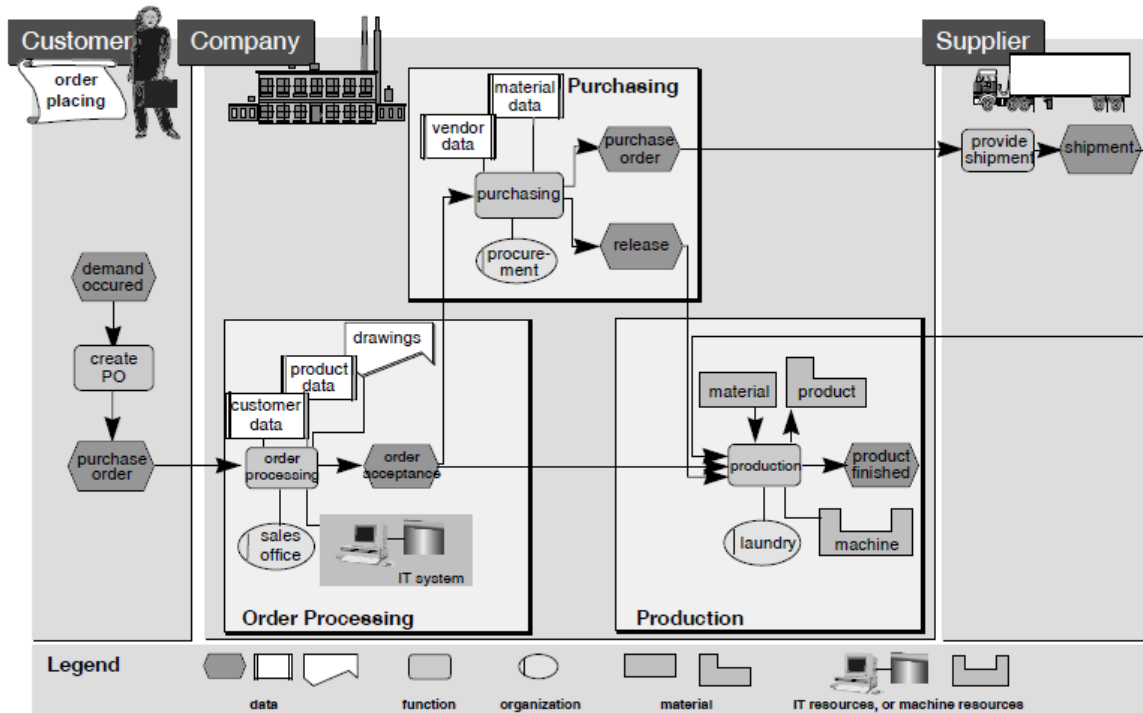 Customer
Company
Supplier
order
placing
Purchasing
material
data
vendor
data
purchase
order
purchasing
procure-
ment
release
provide
shipment
shipment
demand
occured
create
PO
purchase
order
drawings
product
data
customer
data
order
processing
order
acceptance
sales
office
IT system
Order Processing
material
product
production
product
finished
laundry
machine
Production
Legend
data
function
organization
material
IT resources, or machine resources